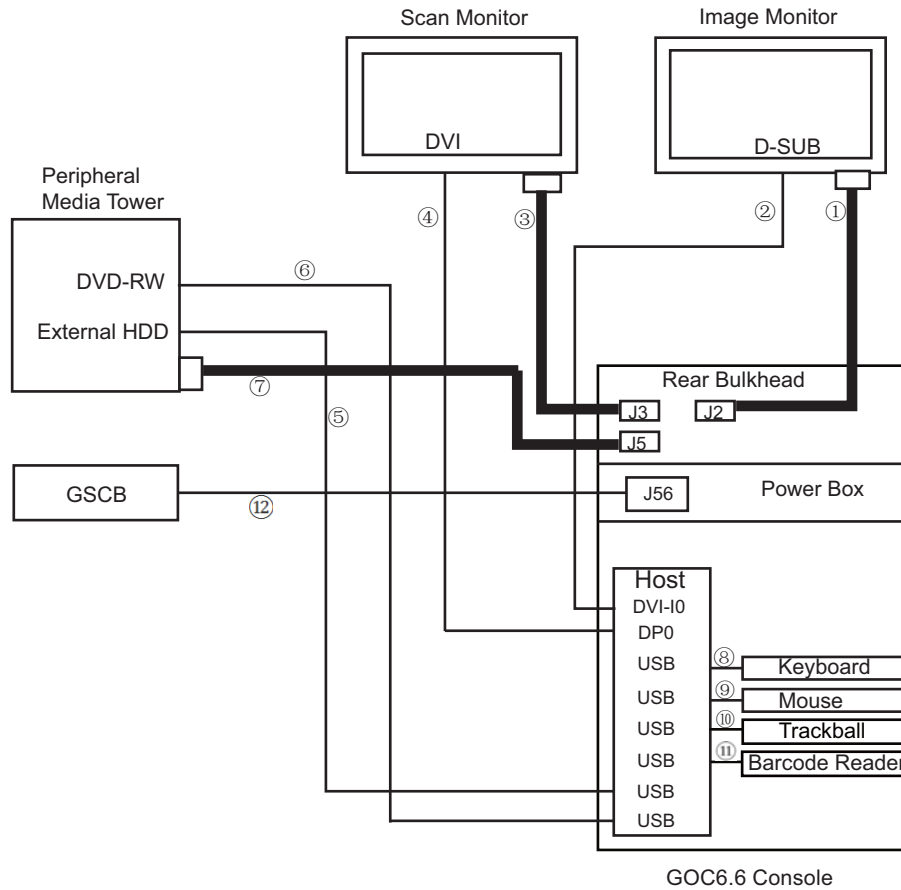 Scan Monitor
Image Monitor
DVI
D-SUB
Peripheral
Media Tower
④
③
②
①
DVD-RW
⑥
External HDD
⑦
⑤
Rear Bulkhead
J3
J2
J5
GSCB
⑫
J56
Power Box
Host
DVI-I0
DP0
USB
⑧
Keyboard
USB
⑨
Mouse
USB
⑩
Trackball
USB
⑪
Barcode Reader
USB
USB
GOC6.6 Console